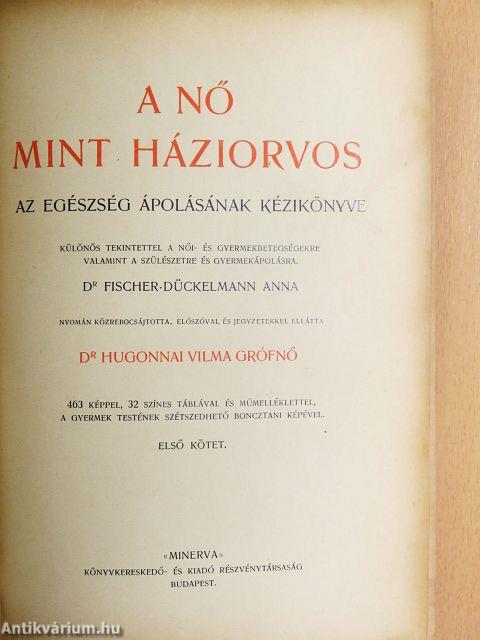 A NŐ
MINT HÁZIORVOS
AZ EGÉSZSÉG ÁPOLÁSÁNAK KÉZIKÖNYVE
KÜLÖNÖS TEKINTETTEL A NŐI- ÉS GYERMEKBETEGSÉGEKRE
VALAMINT A SZÜLÉSZETRE ÉS GYERMEKÁPOLÁSRA.
DR FISCHER-DÜCKELMANN ANNA
NYOMÁN KÖZREBOCSÁJTOTTA, ELŐSZÓVAL ÉS JEGYZETEKKEL ELLÁTTA
DR HUGONNAI VILMA GRÓFNŐ
463 KÉPPEL, 32 SZÍNES TÁBLÁVAL ÉS MŰMELLÉKLETTEL,
A GYERMEK TESTÉNEK SZÉTSZEDHETŐ BONCZTANI KÉPÉVEL.
ELSŐ KÖTET.
«MINERVA»
KÖNYVKERESKEDŐ- ÉS KIADÓ RÉSZVÉNYTÁRSASÁG
BUDAPEST.
Antikvárium.hu